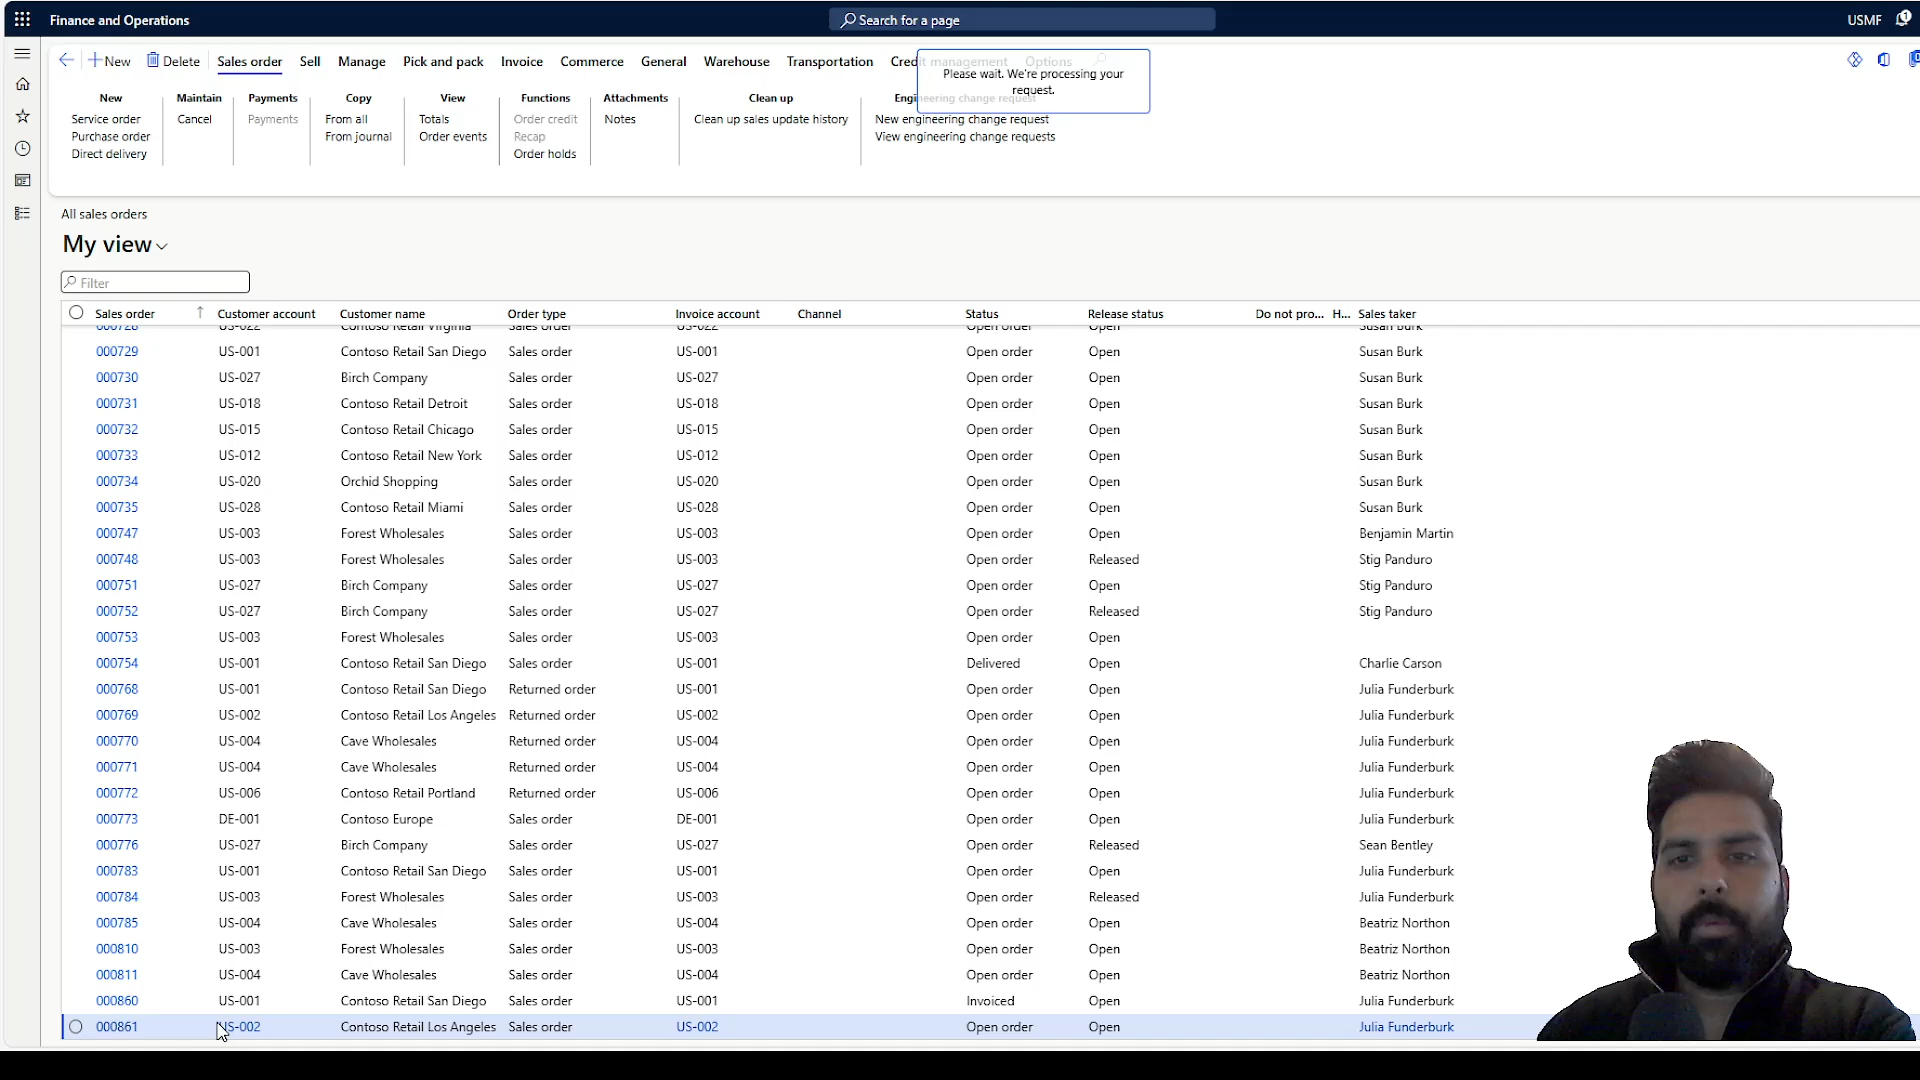 Finance and Operations
Search for a page
USMF
1
New
Delete
Sales order
Sell
Manage
Pick and pack
Invoice
Commerce
General
Warehouse
Transportation
Credit management
Options
Please wait. We're processing your
request.
New
Maintain
Payments
Copy
View
Functions
Attachments
Clean up
Engineering change request
Service order
Cancel
Payments
From all
Totals
Order credit
Notes
Clean up sales update history
New engineering change request
Purchase order
From journal
Order events
Recap
View engineering change requests
Direct delivery
Order holds
All sales orders
My view
Filter
Sales order Customer account Customer name Order type Invoice account Channel Status Release status Do not pro... H... Sales taker
000728 US-022 Contoso Retail Virginia Sales order US-022 Open order Open Susan Burk
000729 US-001 Contoso Retail San Diego Sales order US-001 Open order Open Susan Burk
000730 US-027 Birch Company Sales order US-027 Open order Open Susan Burk
000731 US-018 Contoso Retail Detroit Sales order US-018 Open order Open Susan Burk
000732 US-015 Contoso Retail Chicago Sales order US-015 Open order Open Susan Burk
000733 US-012 Contoso Retail New York Sales order US-012 Open order Open Susan Burk
000734 US-020 Orchid Shopping Sales order US-020 Open order Open Susan Burk
000735 US-028 Contoso Retail Miami Sales order US-028 Open order Open Susan Burk
000747 US-003 Forest Wholesales Sales order US-003 Open order Open Benjamin Martin
000748 US-003 Forest Wholesales Sales order US-003 Open order Released Stig Panduro
000751 US-027 Birch Company Sales order US-027 Open order Open Stig Panduro
000752 US-027 Birch Company Sales order US-027 Open order Released Stig Panduro
000753 US-003 Forest Wholesales Sales order US-003 Open order Open
000754 US-001 Contoso Retail San Diego Sales order US-001 Delivered Open Charlie Carson
000768 US-001 Contoso Retail San Diego Returned order US-001 Open order Open Julia Funderburk
000769 US-002 Contoso Retail Los Angeles Returned order US-002 Open order Open Julia Funderburk
000770 US-004 Cave Wholesales Returned order US-004 Open order Open Julia Funderburk
000771 US-004 Cave Wholesales Returned order US-004 Open order Open Julia Funderburk
000772 US-006 Contoso Retail Portland Returned order US-006 Open order Open Julia Funderburk
000773 DE-001 Contoso Europe Sales order DE-001 Open order Open Julia Funderburk
000776 US-027 Birch Company Sales order US-027 Open order Released Sean Bentley
000783 US-001 Contoso Retail San Diego Sales order US-001 Open order Open Julia Funderburk
000784 US-003 Forest Wholesales Sales order US-003 Open order Released Julia Funderburk
000785 US-004 Cave Wholesales Sales order US-004 Open order Open Beatriz Northon
000810 US-003 Forest Wholesales Sales order US-003 Open order Open Beatriz Northon
000811 US-004 Cave Wholesales Sales order US-004 Open order Open Beatriz Northon
000860 US-001 Contoso Retail San Diego Sales order US-001 Invoiced Open Julia Funderburk
000861 US-002 Contoso Retail Los Angeles Sales order US-002 Open order Open Julia Funderburk